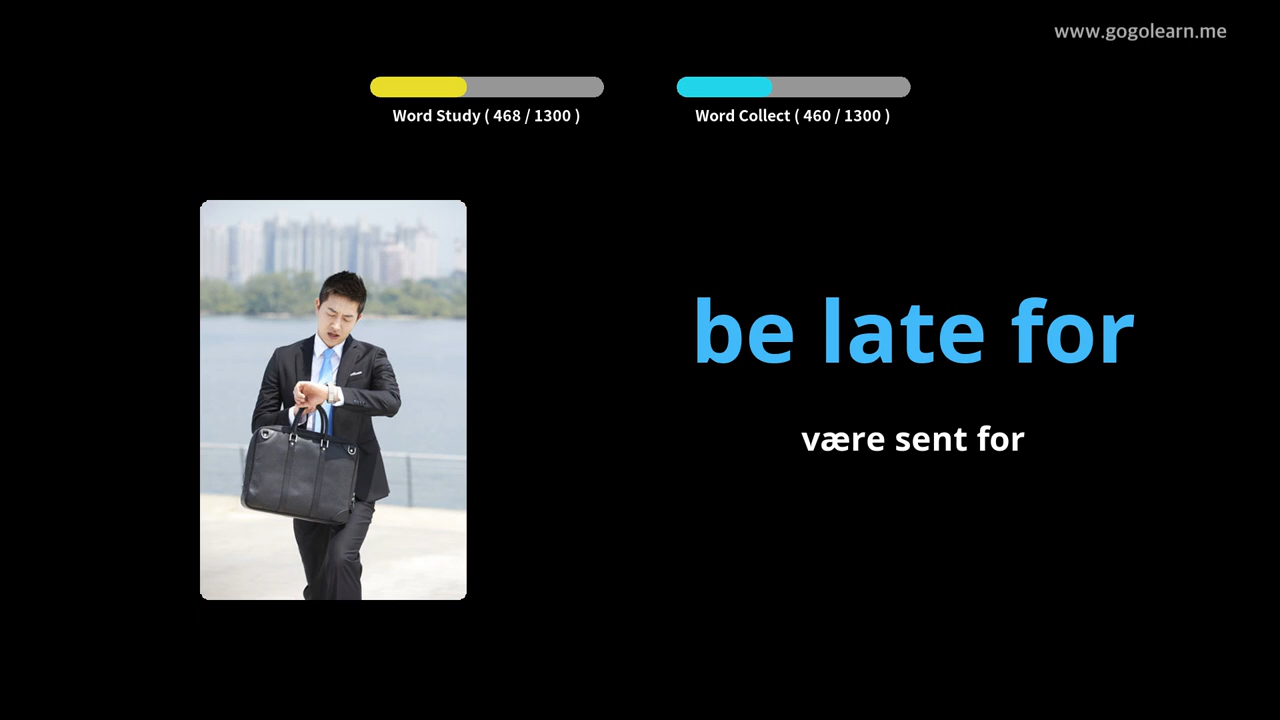 www.gogolearn.me
Word Study ( 468 / 1300 )
Word Collect ( 460 / 1300 )
be late for
være sent for